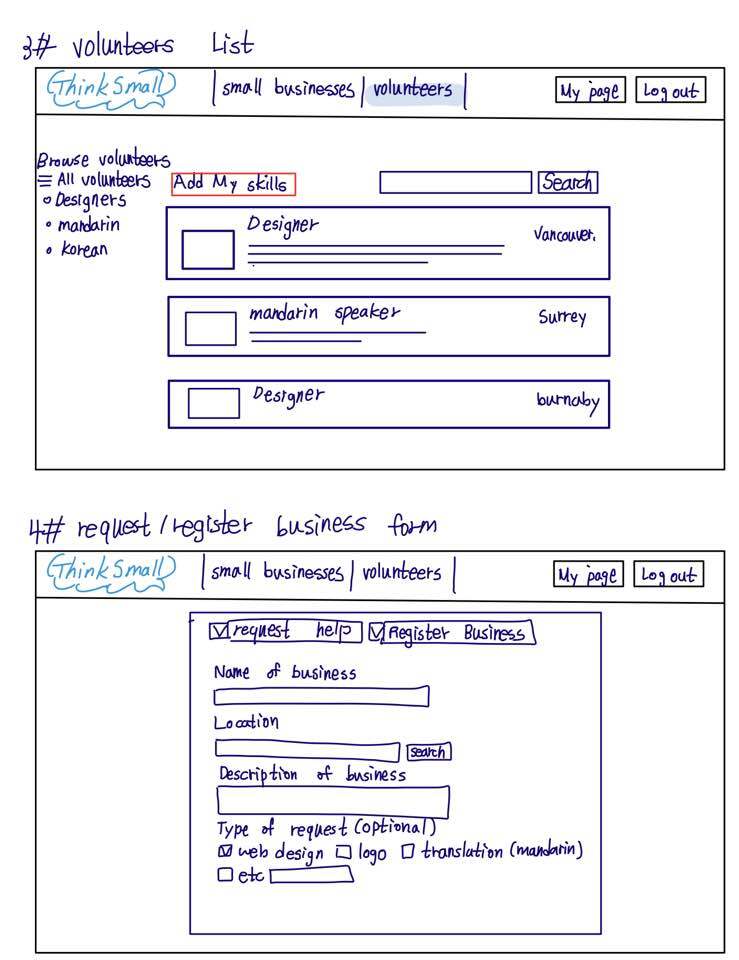 3# volunteers List
ThinkSmall
small businesses
volunteers
My page
Log out
Browse volunteers
All volunteers
Designers
mandarin
korean
Add My skills
Search
Designer
Vancouver.
mandarin speaker
Surrey
Designer
burnaby
4# request/register business form
ThinkSmall
small businesses
volunteers
My page
Log out
request help
Register Business
Name of business
Location
search
Description of business
Type of request (optional)
web design logo translation (mandarin)
etc